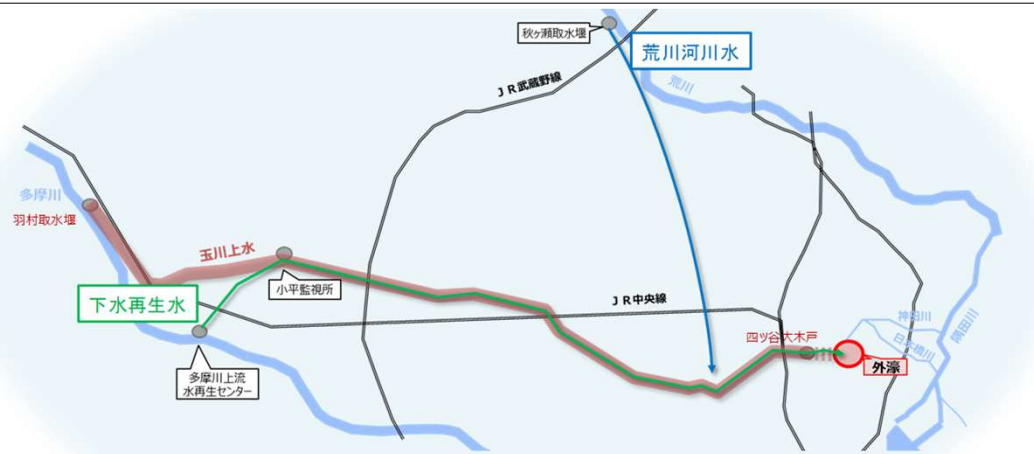 秋ヶ瀬取水堰
荒川河川水
JR武蔵野線
荒川
多摩川
羽村取水堰
玉川上水
小平監視所
下水再生水
JR中央線
神田川
隅田川
四ツ谷大木戸
日本橋川
外濠
多摩川上流
水再生センター